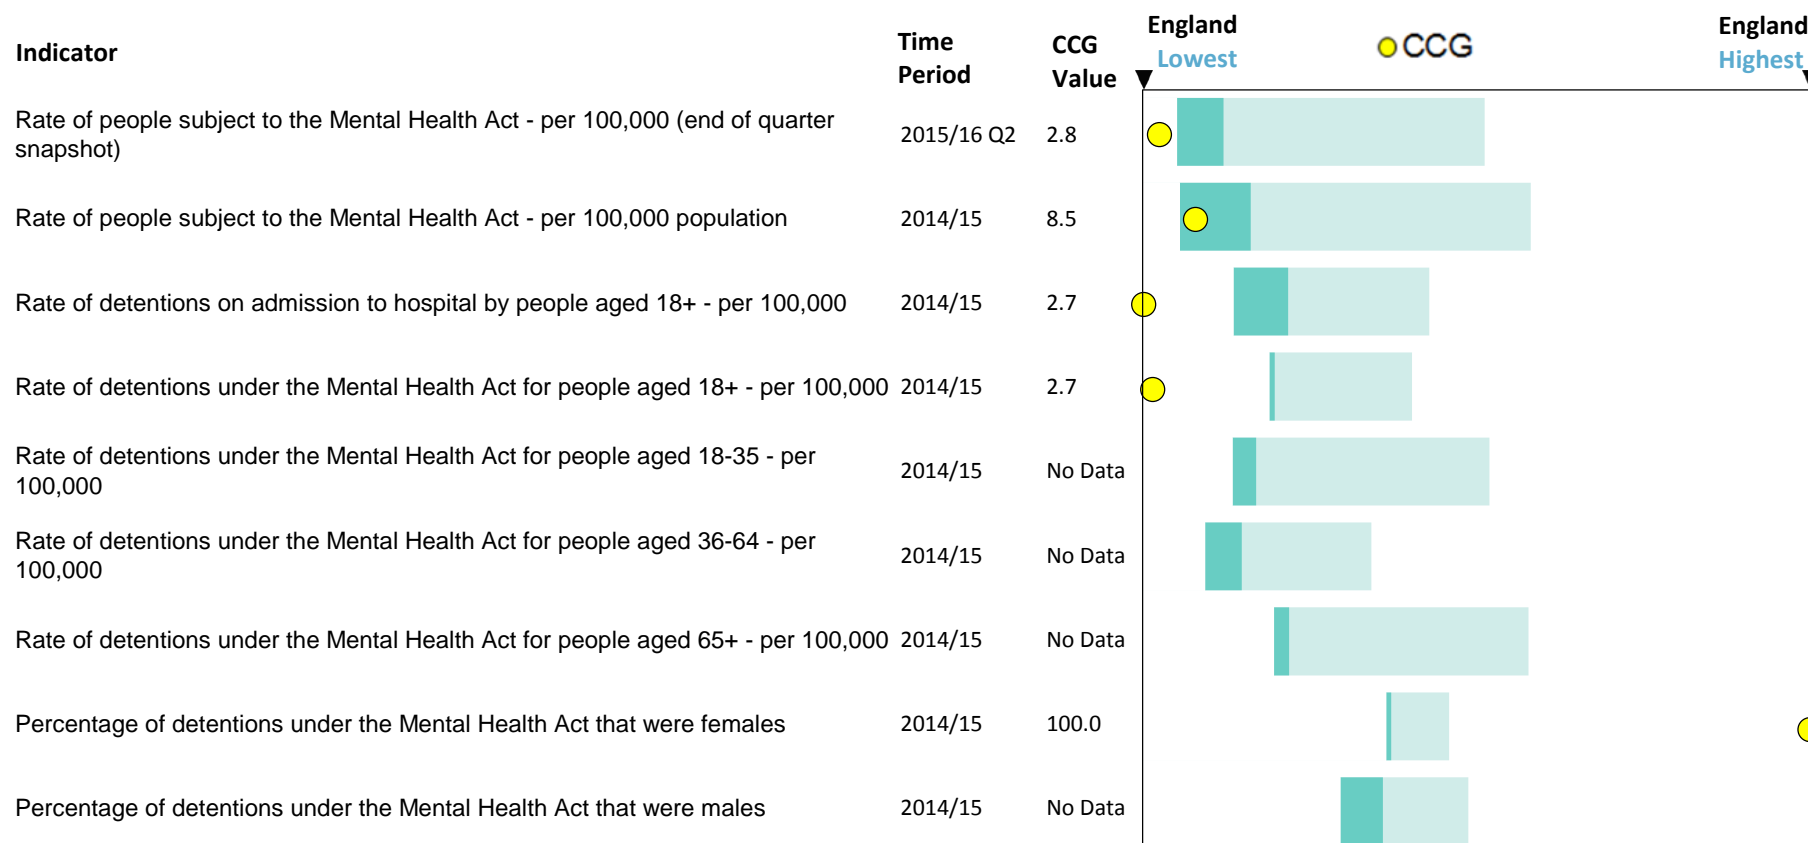 Indicator
Time Period
CCG Value
England Lowest
CCG
England Highest
Rate of people subject to the Mental Health Act - per 100,000 (end of quarter
snapshot)
2015/16 Q2 2.8
Rate of people subject to the Mental Health Act - per 100,000 population 2014/15 8.5
Rate of detentions on admission to hospital by people aged 18+ - per 100,000 2014/15 2.7
Rate of detentions under the Mental Health Act for people aged 18+ - per 100,000 2014/15 2.7
Rate of detentions under the Mental Health Act for people aged 18-35 - per
100,000
2014/15 No Data
Rate of detentions under the Mental Health Act for people aged 36-64 - per
100,000
2014/15 No Data
Rate of detentions under the Mental Health Act for people aged 65+ - per 100,000 2014/15 No Data
Percentage of detentions under the Mental Health Act that were females 2014/15 100.0
Percentage of detentions under the Mental Health Act that were males 2014/15 No Data